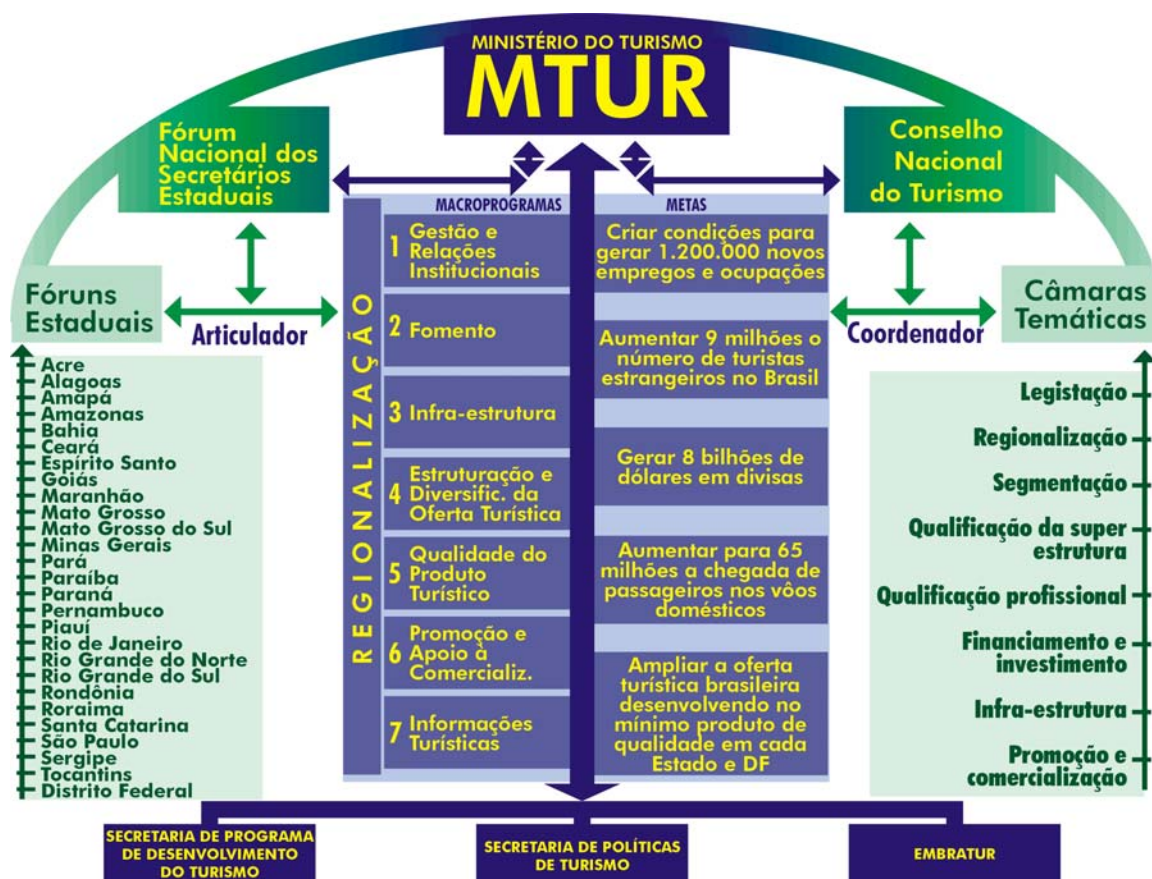 MINISTÉRIO DO TURISMO
MTUR
Fórum
Nacional dos
Secretários
Estaduais
Conselho
Nacional
do Turismo
Fóruns
Estaduais
Articulador
Acre
Alagoas
Amapá
Amazonas
Bahia
Ceará
Espírito Santo
Goiás
Maranhão
Mato Grosso
Mato Grosso do Sul
Minas Gerais
Pará
Paraíba
Paraná
Pernambuco
Piauí
Rio de Janeiro
Rio Grande do Norte
Rio Grande do Sul
Rondônia
Roraima
Santa Catarina
São Paulo
Sergipe
Tocantins
Distrito Federal
REGIONALIZAÇÃO
MACROPROGRAMAS
1 Gestão e
Relações
Institucionais
2 Fomento
3 Infra-estrutura
4 Estruturação e
Diversific. da
Oferta Turística
5 Qualidade do
Produto
Turístico
6 Promoção e
Apoio à
Comercializ.
7 Informações
Turísticas
METAS
Criar condições para
gerar 1.200.000 novos
empregos e ocupações
Aumentar 9 milhões o
número de turistas
estrangeiros no Brasil
Gerar 8 bilhões de
dólares em divisas
Aumentar para 65
milhões a chegada de
passageiros nos vôos
domésticos
Ampliar a oferta
turística brasileira
desenvolvendo no
mínimo produto de
qualidade em cada
Estado e DF
Coordenador
Câmaras
Temáticas
Legistação
Regionalização
Segmentação
Qualificação da super
estrutura
Qualificação profissional
Financiamento e
investimento
Infra-estrutura
Promoção e
comercialização
SECRETARIA DE PROGRAMA
DE DESENVOLVIMENTO
DO TURISMO
SECRETARIA DE POLÍTICAS
DE TURISMO
EMBRATUR